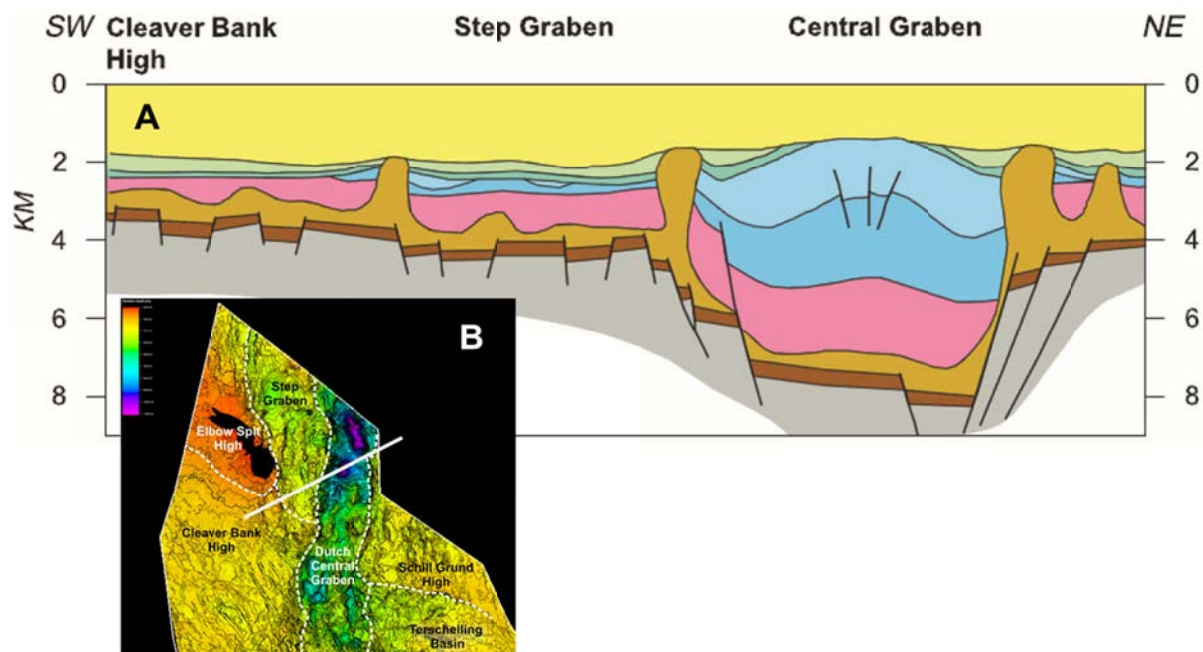 SW Cleaver Bank High Step Graben Central Graben NE
0 0
A
2 2
KM
4 4
6 6
8 8
B
Step
Graben
Elbow Spit
High
Cleaver Bank
High
Dutch
Central
Graben
Schill Grund
High
Terschelling
Basin